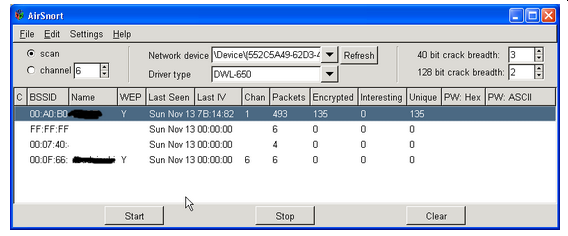 AirSnort
File Edit Settings Help
scan
channel 6
Network device \Device\{552C5A49-62D3-4
Refresh
Driver type DWL-650
40 bit crack breadth: 3
128 bit crack breadth: 2
C BSSID Name WEP Last Seen Last IV Chan Packets Encrypted Interesting Unique PW: Hex PW: ASCII
00:A0:B0 Y Sun Nov 13 7B:14:82 1 493 135 0 135
FF:FF:FF Sun Nov 13 00:00:00 6 0 0 0
00:07:40: Sun Nov 13 00:00:00 4 0 0 0
00:0F:66: Y Sun Nov 13 00:00:00 6 6 0 0 0
Start Stop Clear